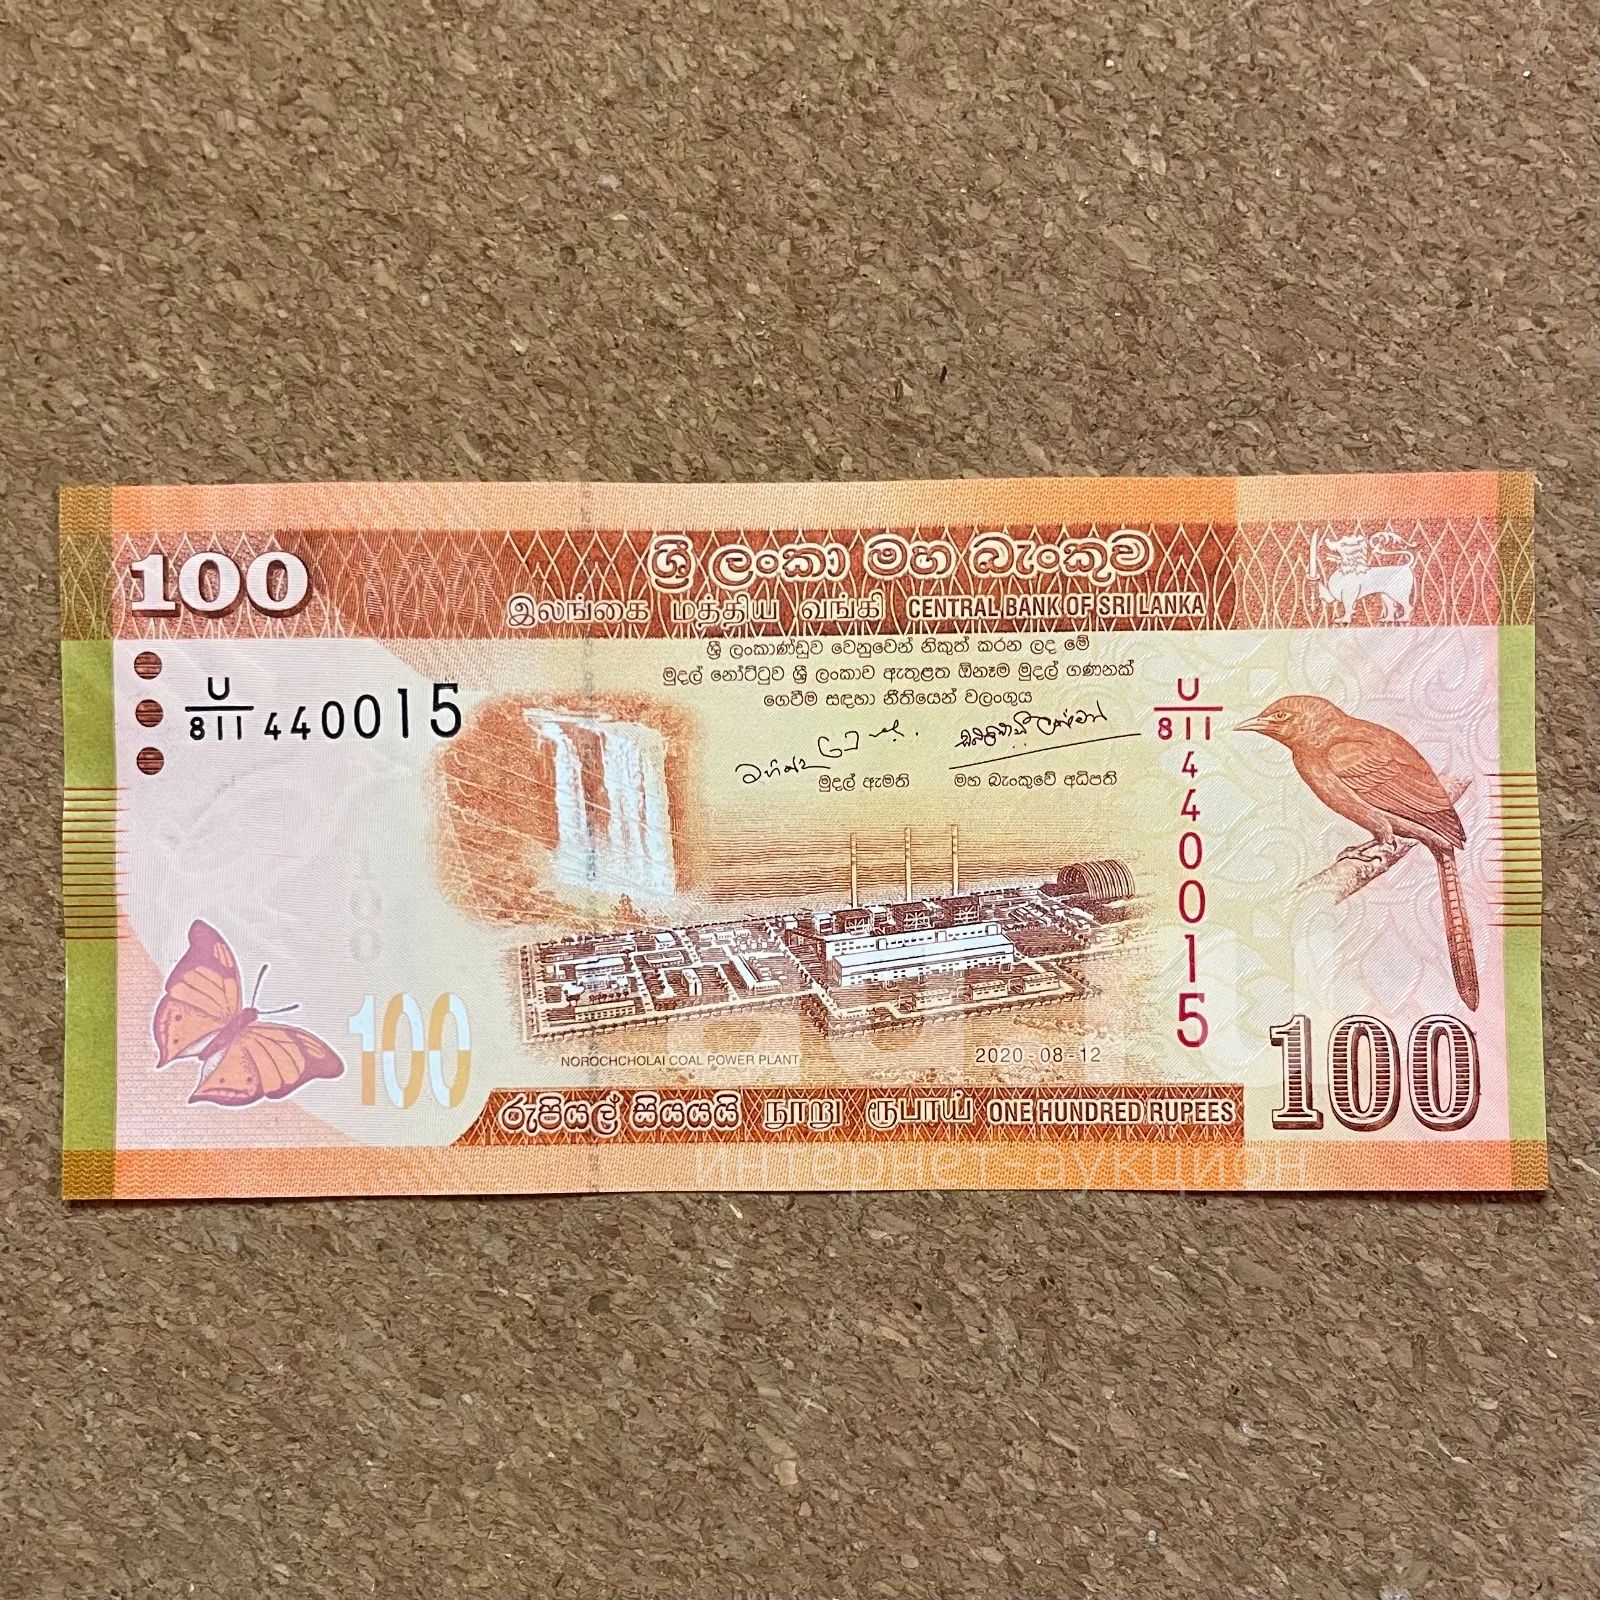 100
ශ්‍රී ලංකා මහ බැංකුව
இலங்கை மத்திய வங்கி CENTRAL BANK OF SRI LANKA
ශ්‍රී ලංකාණ්ඩුව වෙනුවෙන් නිකුත් කරන ලද මේ
මුදල් නෝට්ටුව ශ්‍රී ලංකාව ඇතුළත ඕනෑම මුදල් ගණනක්
ගෙවීම සඳහා නීතියෙන් වලංගුය
U
811 440015
U
811
440015
මුදල් ඇමති මහ බැංකුවේ අධිපති
100
NOROCHCHOLAI COAL POWER PLANT 2020-08-12
100
රුපියල් සියයයි நூறு ரூபாய் ONE HUNDRED RUPEES
интернет-аукцион